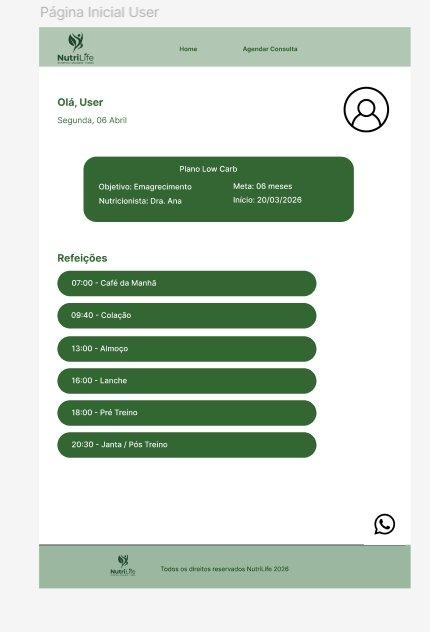 Página Inicial User
NutriLife
Home
Agendar Consulta
Olá, User
Segunda, 06 Abril
Plano Low Carb
Objetivo: Emagrecimento
Meta: 06 meses
Nutricionista: Dra. Ana
Início: 20/03/2026
Refeições
07:00 - Café da Manhã
09:40 - Colação
13:00 - Almoço
16:00 - Lanche
18:00 - Pré Treino
20:30 - Janta / Pós Treino
NutriLife
Todos os direitos reservados NutriLife 2026